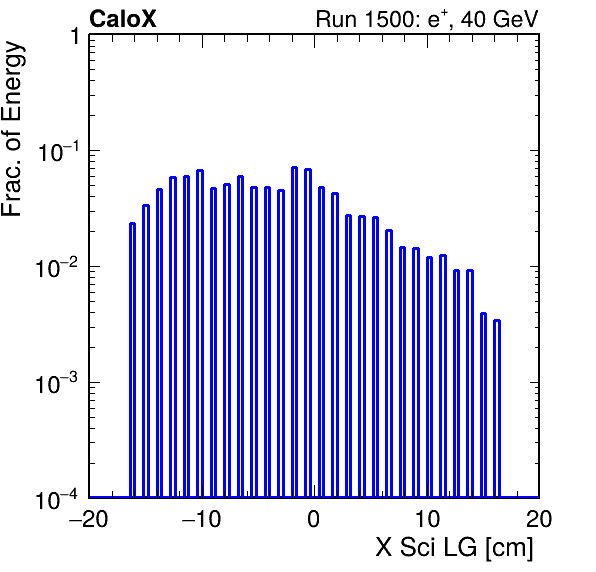 CaloX Run 1500: e⁺, 40 GeV
Frac. of Energy
1
10⁻¹
10⁻²
10⁻³
10⁻⁴
−20 −10 0 10 20
X Sci LG [cm]